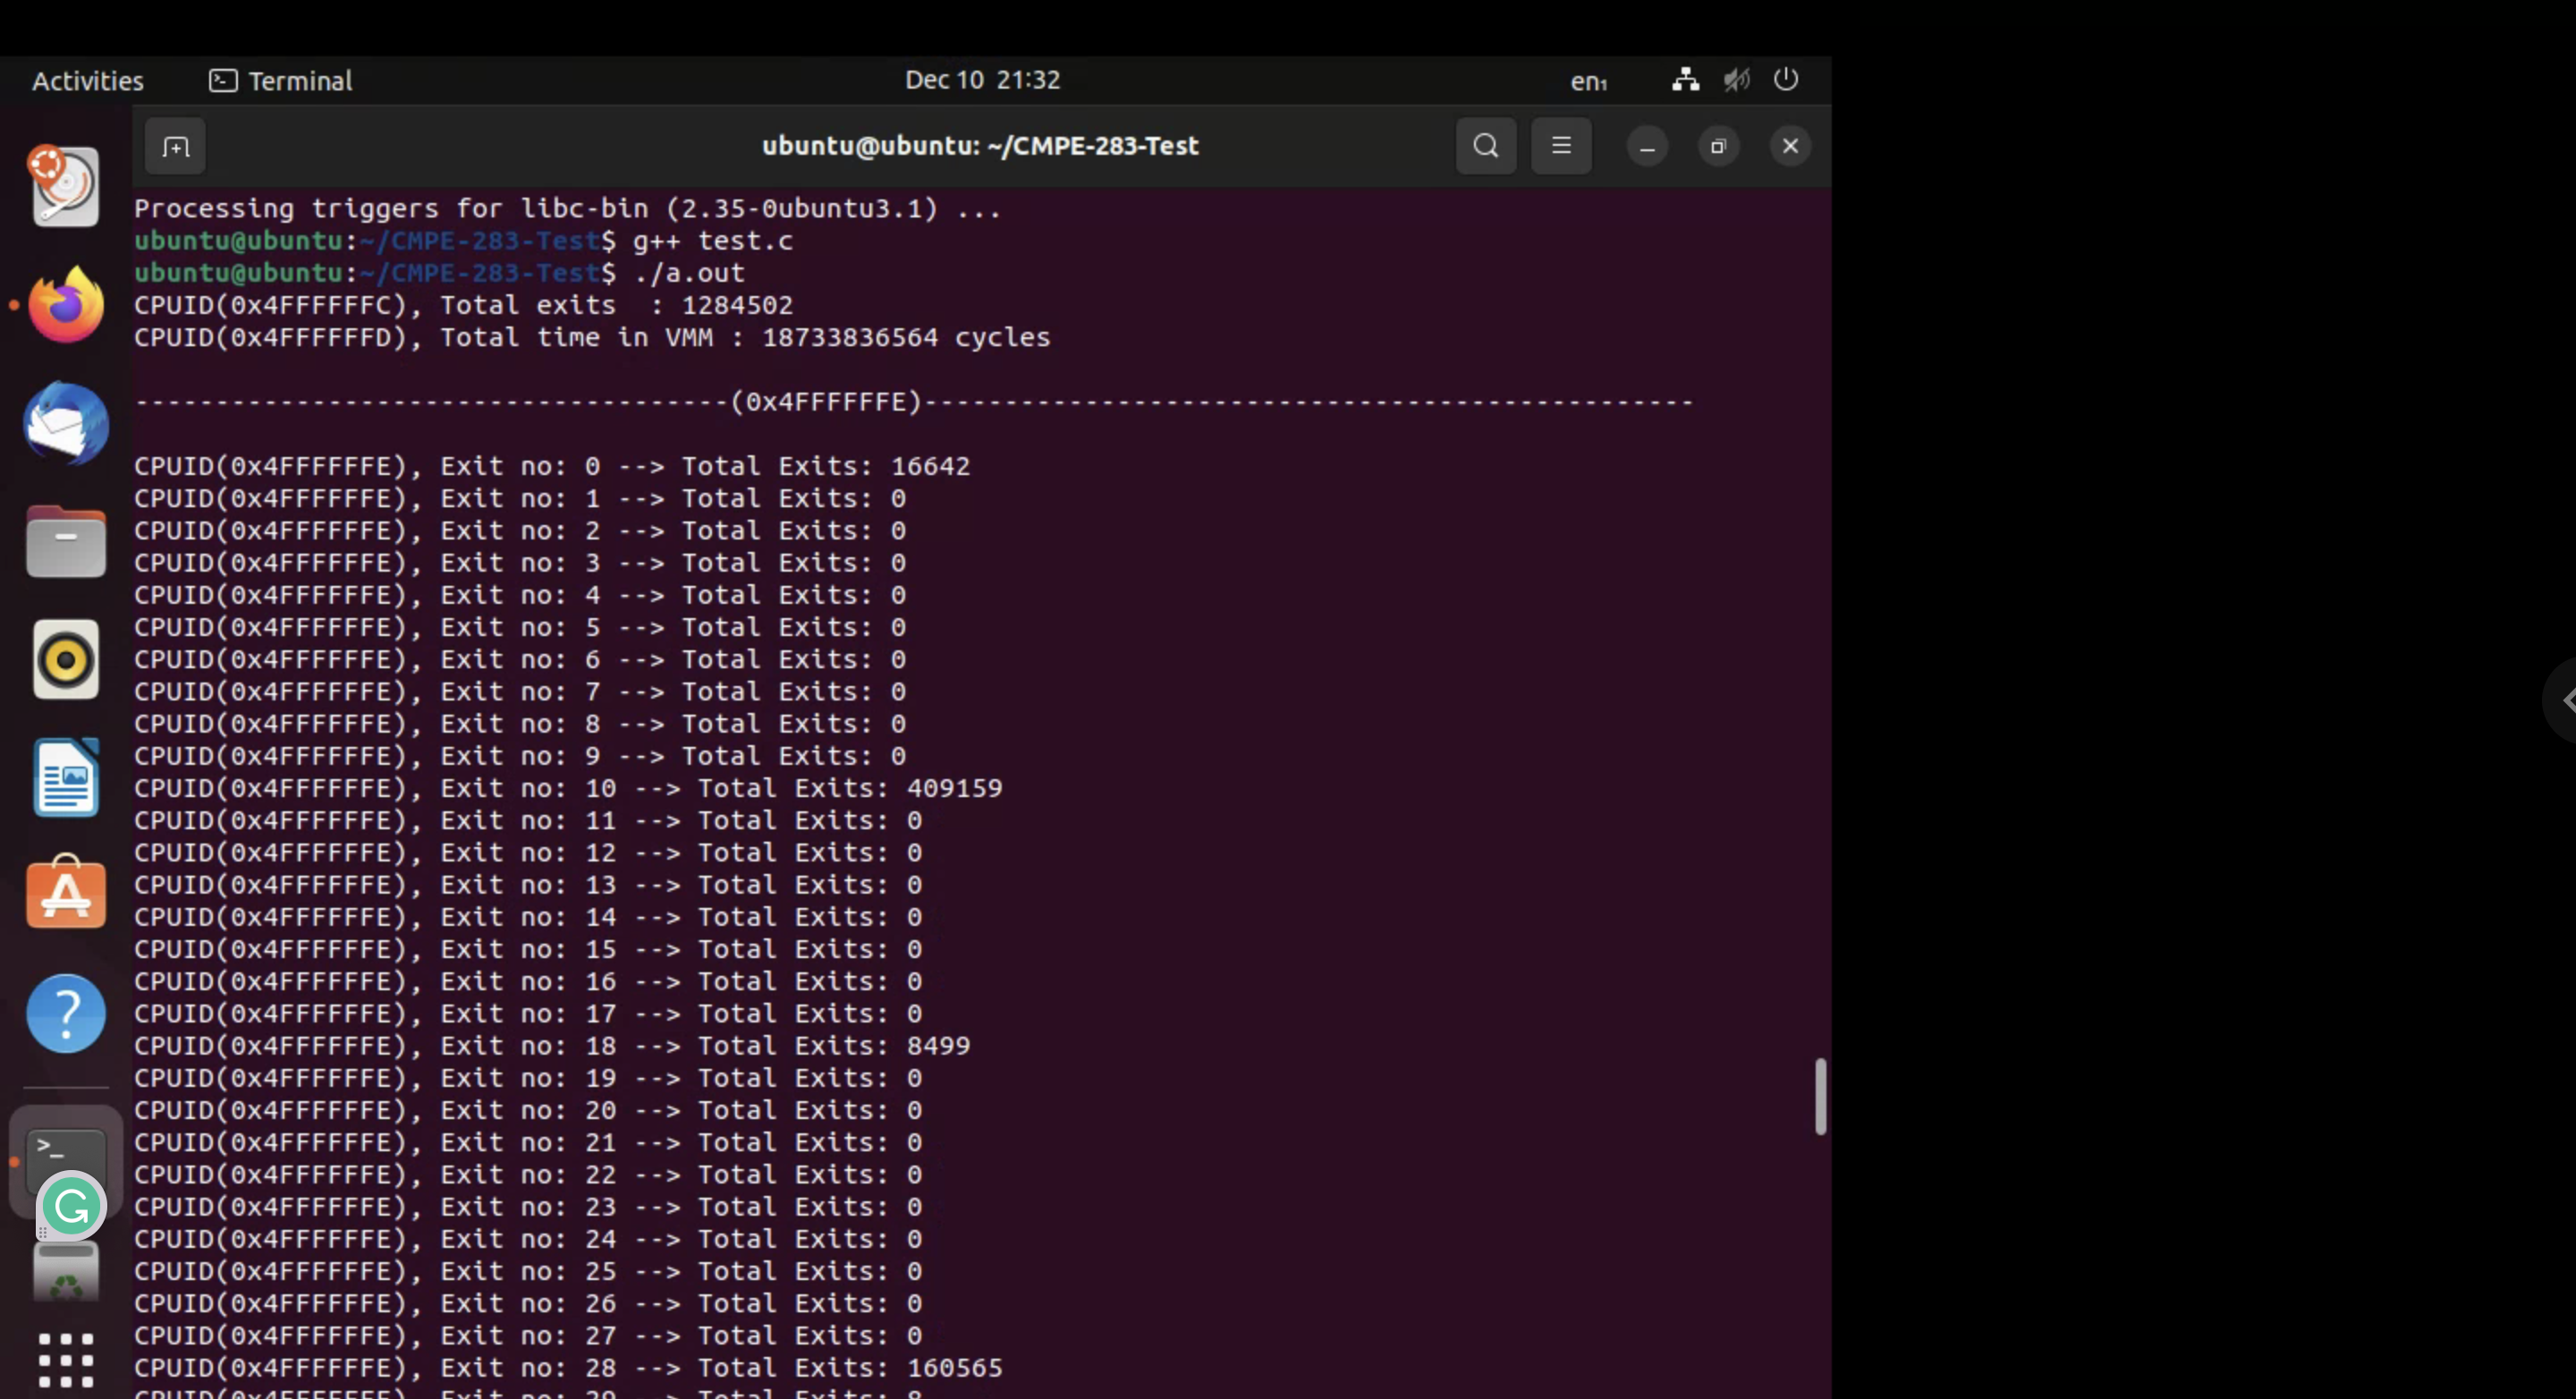 Activities Terminal Dec 10 21:32 en₁
ubuntu@ubuntu: ~/CMPE-283-Test
Processing triggers for libc-bin (2.35-0ubuntu3.1) ...
ubuntu@ubuntu:~/CMPE-283-Test$ g++ test.c
ubuntu@ubuntu:~/CMPE-283-Test$ ./a.out
CPUID(0x4FFFFFFC), Total exits  : 1284502
CPUID(0x4FFFFFFD), Total time in VMM : 18733836564 cycles
-------------------------------------(0x4FFFFFFE)------------------------------------------------
CPUID(0x4FFFFFFE), Exit no: 0 --> Total Exits: 16642
CPUID(0x4FFFFFFE), Exit no: 1 --> Total Exits: 0
CPUID(0x4FFFFFFE), Exit no: 2 --> Total Exits: 0
CPUID(0x4FFFFFFE), Exit no: 3 --> Total Exits: 0
CPUID(0x4FFFFFFE), Exit no: 4 --> Total Exits: 0
CPUID(0x4FFFFFFE), Exit no: 5 --> Total Exits: 0
CPUID(0x4FFFFFFE), Exit no: 6 --> Total Exits: 0
CPUID(0x4FFFFFFE), Exit no: 7 --> Total Exits: 0
CPUID(0x4FFFFFFE), Exit no: 8 --> Total Exits: 0
CPUID(0x4FFFFFFE), Exit no: 9 --> Total Exits: 0
CPUID(0x4FFFFFFE), Exit no: 10 --> Total Exits: 409159
CPUID(0x4FFFFFFE), Exit no: 11 --> Total Exits: 0
CPUID(0x4FFFFFFE), Exit no: 12 --> Total Exits: 0
CPUID(0x4FFFFFFE), Exit no: 13 --> Total Exits: 0
CPUID(0x4FFFFFFE), Exit no: 14 --> Total Exits: 0
CPUID(0x4FFFFFFE), Exit no: 15 --> Total Exits: 0
CPUID(0x4FFFFFFE), Exit no: 16 --> Total Exits: 0
CPUID(0x4FFFFFFE), Exit no: 17 --> Total Exits: 0
CPUID(0x4FFFFFFE), Exit no: 18 --> Total Exits: 8499
CPUID(0x4FFFFFFE), Exit no: 19 --> Total Exits: 0
CPUID(0x4FFFFFFE), Exit no: 20 --> Total Exits: 0
CPUID(0x4FFFFFFE), Exit no: 21 --> Total Exits: 0
CPUID(0x4FFFFFFE), Exit no: 22 --> Total Exits: 0
CPUID(0x4FFFFFFE), Exit no: 23 --> Total Exits: 0
CPUID(0x4FFFFFFE), Exit no: 24 --> Total Exits: 0
CPUID(0x4FFFFFFE), Exit no: 25 --> Total Exits: 0
CPUID(0x4FFFFFFE), Exit no: 26 --> Total Exits: 0
CPUID(0x4FFFFFFE), Exit no: 27 --> Total Exits: 0
CPUID(0x4FFFFFFE), Exit no: 28 --> Total Exits: 160565